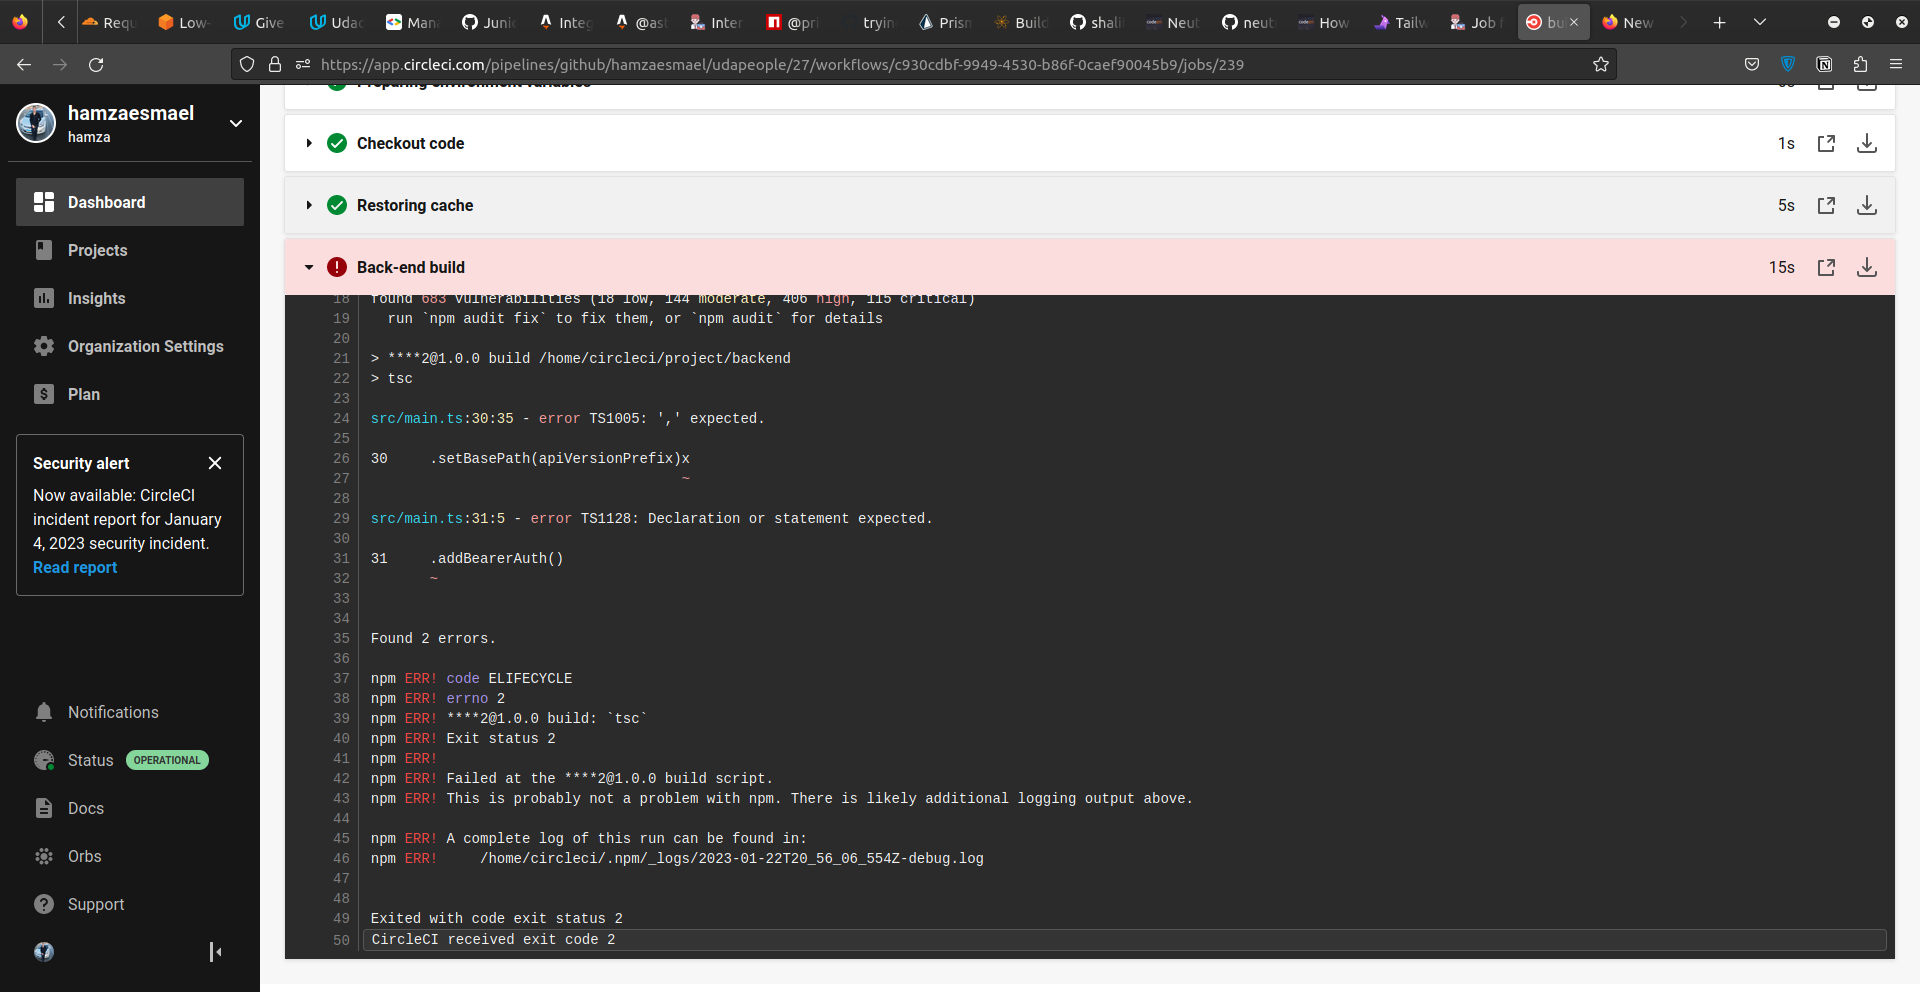 Requ
Low-
Give
Udac
Mana
Junio
Integ
@ast
Inter
@pri
tryin
Prism
Build
shali
Neut
neut
How
Tailw
Job f
bu
New
https://app.circleci.com/pipelines/github/hamzaesmael/udapeople/27/workflows/c930cdbf-9949-4530-b86f-0caef90045b9/jobs/239
hamzaesmael
hamza
Dashboard
Projects
Insights
Organization Settings
Plan
Security alert
Now available: CircleCI
incident report for January
4, 2023 security incident.
Read report
Notifications
Status OPERATIONAL
Docs
Orbs
Support
Preparing environment variables 0s
Checkout code 1s
Restoring cache 5s
Back-end build 15s
18 found 683 vulnerabilities (18 low, 144 moderate, 406 high, 115 critical)
19 run `npm audit fix` to fix them, or `npm audit` for details
20
21 > ****2@1.0.0 build /home/circleci/project/backend
22 > tsc
23
24 src/main.ts:30:35 - error TS1005: ',' expected.
25
26 30 .setBasePath(apiVersionPrefix)x
27 ~
28
29 src/main.ts:31:5 - error TS1128: Declaration or statement expected.
30
31 31 .addBearerAuth()
32 ~
33
34
35 Found 2 errors.
36
37 npm ERR! code ELIFECYCLE
38 npm ERR! errno 2
39 npm ERR! ****2@1.0.0 build: `tsc`
40 npm ERR! Exit status 2
41 npm ERR!
42 npm ERR! Failed at the ****2@1.0.0 build script.
43 npm ERR! This is probably not a problem with npm. There is likely additional logging output above.
44
45 npm ERR! A complete log of this run can be found in:
46 npm ERR! /home/circleci/.npm/_logs/2023-01-22T20_56_06_554Z-debug.log
47
48
49 Exited with code exit status 2
50 CircleCI received exit code 2